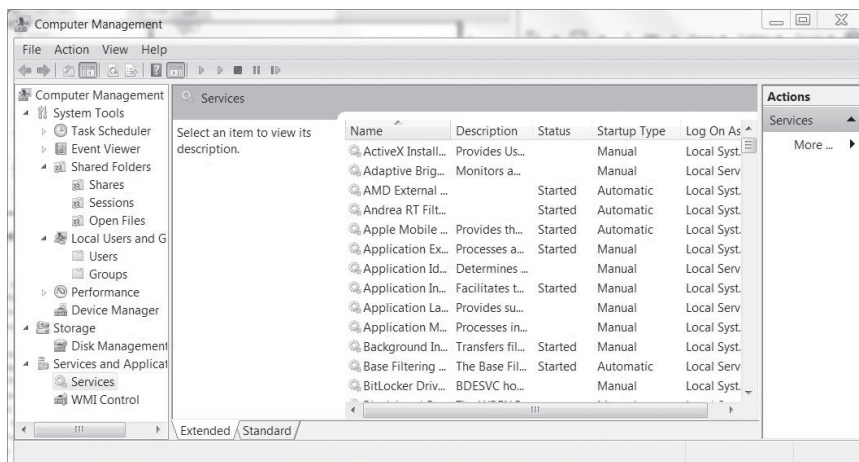 Computer Management
File Action View Help
Computer Management
System Tools
Task Scheduler
Event Viewer
Shared Folders
Shares
Sessions
Open Files
Local Users and G
Users
Groups
Performance
Device Manager
Storage
Disk Management
Services and Applicat
Services
WMI Control
Services
Select an item to view its
description.
Name Description Status Startup Type Log On As
ActiveX Install... Provides Us... Manual Local Syst.
Adaptive Brig... Monitors a... Manual Local Serv
AMD External ... Started Automatic Local Syst.
Andrea RT Filt... Started Automatic Local Syst.
Apple Mobile ... Provides th... Started Automatic Local Syst.
Application Ex... Processes a... Started Manual Local Syst.
Application Id... Determines ... Manual Local Serv
Application In... Facilitates t... Started Manual Local Syst.
Application La... Provides su... Manual Local Serv
Application M... Processes in... Manual Local Syst.
Background In... Transfers fil... Started Manual Local Syst.
Base Filtering ... The Base Fil... Started Automatic Local Serv
BitLocker Driv... BDESVC ho... Manual Local Syst.
Extended Standard
Actions
Services
More ...